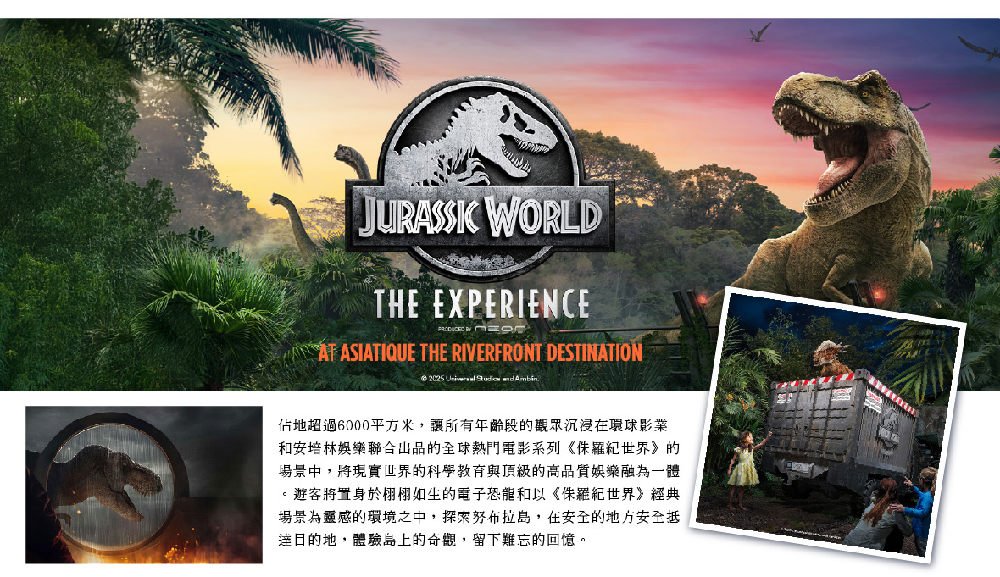 JURASSIC WORLD
THE EXPERIENCE
PRODUCED BY NEON
AT ASIATIQUE THE RIVERFRONT DESTINATION
© 2025 Universal Studios and Amblin.
佔地超過6000平方米，讓所有年齡段的觀眾沉浸在環球影業
和安培林娛樂聯合出品的全球熱門電影系列《侏羅紀世界》的
場景中，將現實世界的科學教育與頂級的高品質娛樂融為一體
。遊客將置身於栩栩如生的電子恐龍和以《侏羅紀世界》經典
場景為靈感的環境之中，探索努布拉島，在安全的地方安全抵
達目的地，體驗島上的奇觀，留下難忘的回憶。